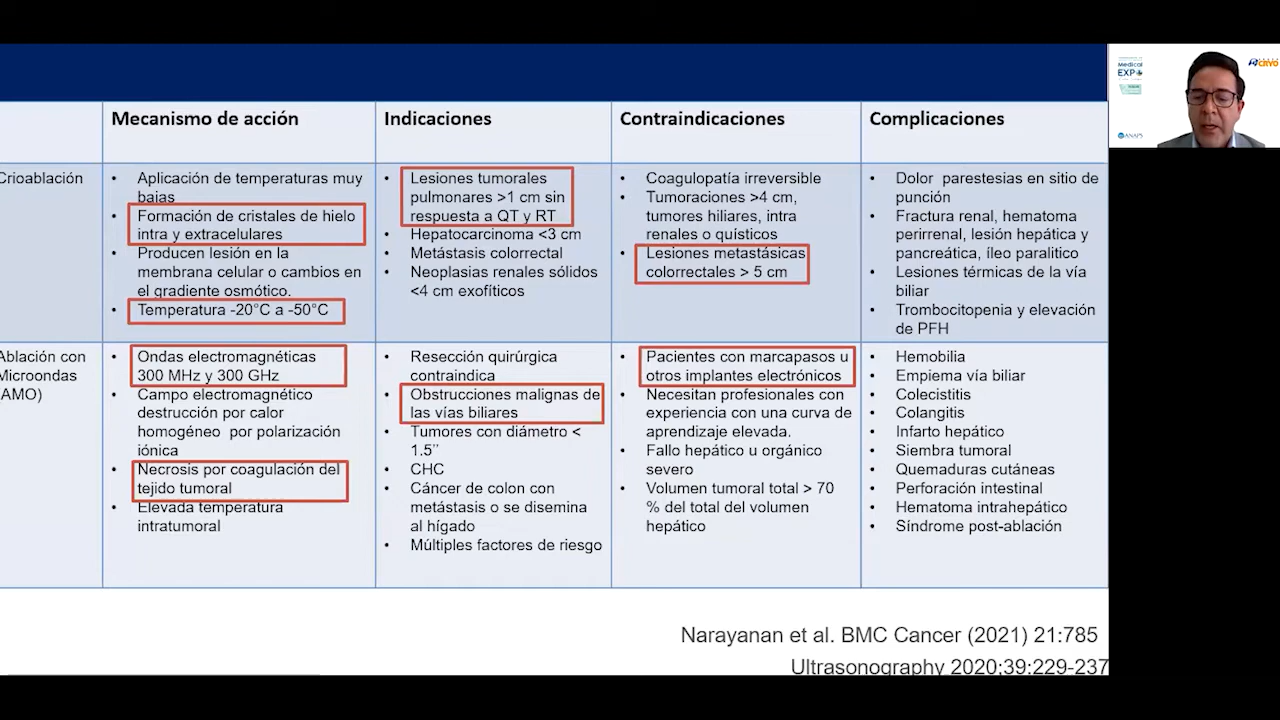 Mecanismo de acción
Indicaciones
Contraindicaciones
Complicaciones
Crioablación
• Aplicación de temperaturas muy
bajas
• Formación de cristales de hielo
intra y extracelulares
• Producen lesión en la
membrana celular o cambios en
el gradiente osmótico.
• Temperatura -20°C a -50°C
• Lesiones tumorales
pulmonares >1 cm sin
respuesta a QT y RT
• Hepatocarcinoma <3 cm
• Metástasis colorrectal
• Neoplasias renales sólidos
<4 cm exofíticos
• Coagulopatía irreversible
• Tumoraciones >4 cm,
tumores hiliares, intra
renales o quísticos
• Lesiones metastásicas
colorrectales > 5 cm
• Dolor parestesias en sitio de
punción
• Fractura renal, hematoma
perirrenal, lesión hepática y
pancreática, íleo paralitico
• Lesiones térmicas de la vía
biliar
• Trombocitopenia y elevación
de PFH
Ablación con
Microondas
(AMO)
• Ondas electromagnéticas
300 MHz y 300 GHz
• Campo electromagnético
destrucción por calor
homogéneo por polarización
iónica
• Necrosis por coagulación del
tejido tumoral
• Elevada temperatura
intratumoral
• Resección quirúrgica
contraindica
• Obstrucciones malignas de
las vías biliares
• Tumores con diámetro <
1.5”
• CHC
• Cáncer de colon con
metástasis o se disemina
al hígado
• Múltiples factores de riesgo
• Pacientes con marcapasos u
otros implantes electrónicos
• Necesitan profesionales con
experiencia con una curva de
aprendizaje elevada.
• Fallo hepático u orgánico
severo
• Volumen tumoral total > 70
% del total del volumen
hepático
• Hemobilia
• Empiema vía biliar
• Colecistitis
• Colangitis
• Infarto hepático
• Siembra tumoral
• Quemaduras cutáneas
• Perforación intestinal
• Hematoma intrahepático
• Síndrome post-ablación
Narayanan et al. BMC Cancer (2021) 21:785
Ultrasonography 2020;39:229-237
Medical
EXPO